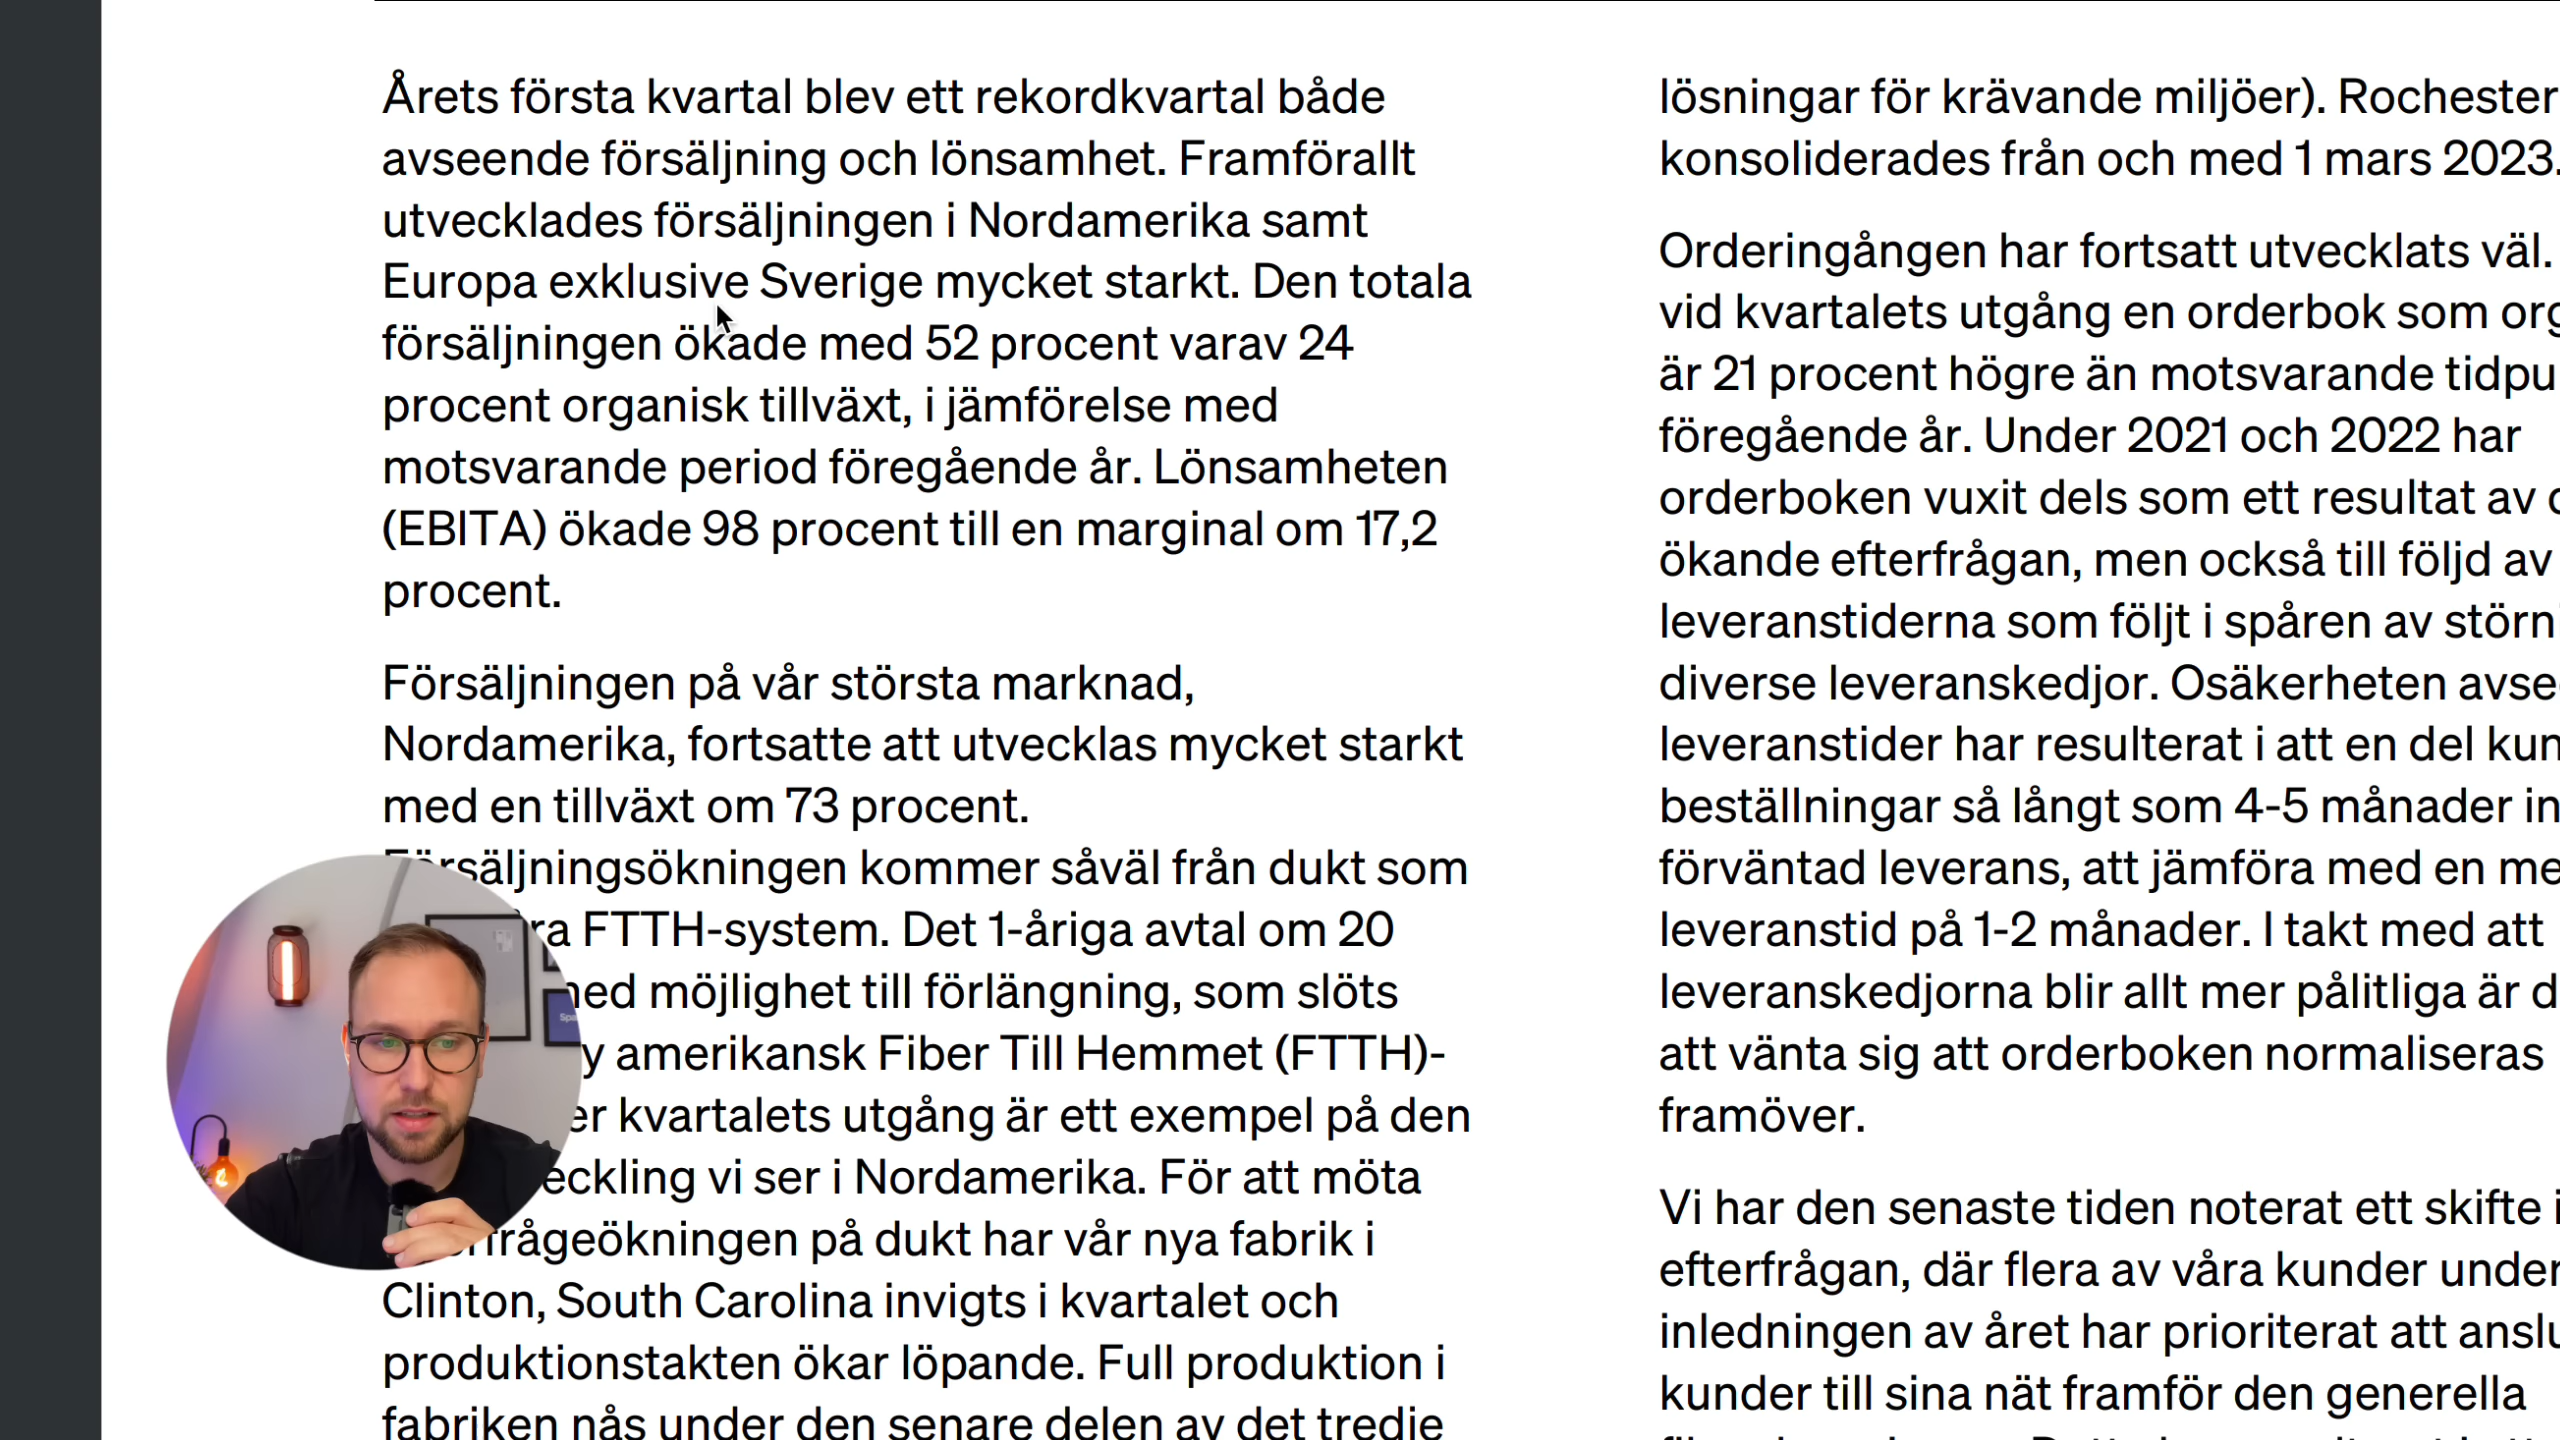 Årets första kvartal blev ett rekordkvartal både
avseende försäljning och lönsamhet. Framförallt
utvecklades försäljningen i Nordamerika samt
Europa exklusive Sverige mycket starkt. Den totala
försäljningen ökade med 52 procent varav 24
procent organisk tillväxt, i jämförelse med
motsvarande period föregående år. Lönsamheten
(EBITA) ökade 98 procent till en marginal om 17,2
procent.
Försäljningen på vår största marknad,
Nordamerika, fortsatte att utvecklas mycket starkt
med en tillväxt om 73 procent.
Försäljningsökningen kommer såväl från dukt som
FTTH-system. Det 1-åriga avtal om 20
möjlighet till förlängning, som slöts
amerikansk Fiber Till Hemmet (FTTH)-
kvartalets utgång är ett exempel på den
vi ser i Nordamerika. För att möta
på dukt har vår nya fabrik i
Clinton, South Carolina invigts i kvartalet och
produktionstakten ökar löpande. Full produktion i
fabriken nås under den senare delen av det tredje
lösningar för krävande miljöer). Rochester
konsoliderades från och med 1 mars 2023.
Orderingången har fortsatt utvecklats väl.
vid kvartalets utgång en orderbok som
är 21 procent högre än motsvarande
föregående år. Under 2021 och 2022 har
orderboken vuxit dels som ett resultat av
ökande efterfrågan, men också till följd av
leveranstiderna som följt i spåren av
diverse leveranskedjor. Osäkerheten
leveranstider har resulterat i att en del
beställningar så långt som 4-5 månader
förväntad leverans, att jämföra med en
leveranstid på 1-2 månader. I takt med att
leveranskedjorna blir allt mer pålitliga är
att vänta sig att orderboken normaliseras
framöver.
Vi har den senaste tiden noterat ett skifte
efterfrågan, där flera av våra kunder under
inledningen av året har prioriterat att
kunder till sina nät framför den generella